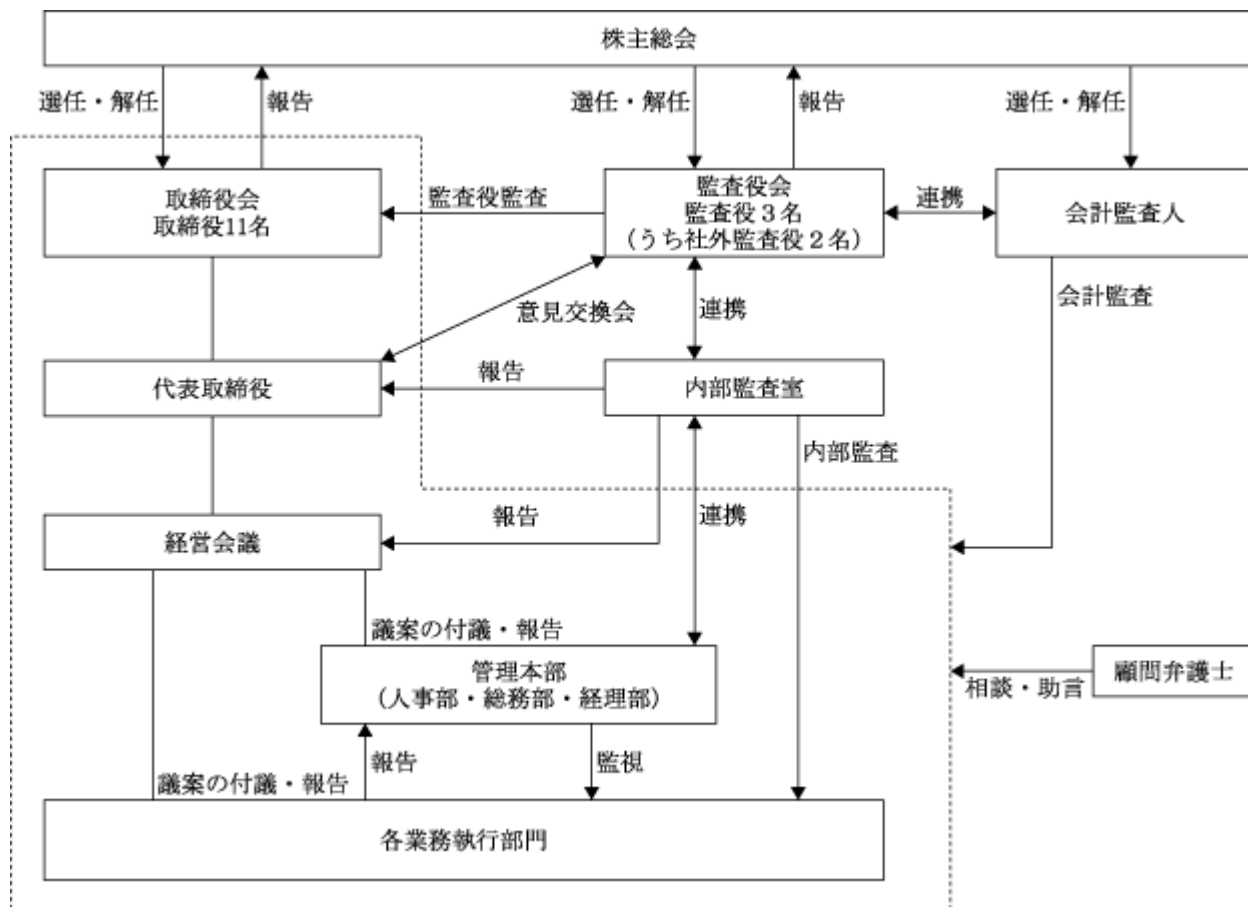 株主総会
選任・解任
報告
選任・解任
報告
選任・解任
取締役会
取締役11名
監査役監査
監査役会
監査役3名
(うち社外監査役2名)
連携
会計監査人
意見交換会
連携
会計監査
代表取締役
報告
内部監査室
内部監査
経営会議
報告
連携
議案の付議・報告
管理本部
(人事部・総務部・経理部)
相談・助言
顧問弁護士
議案の付議・報告
報告
監視
各業務執行部門